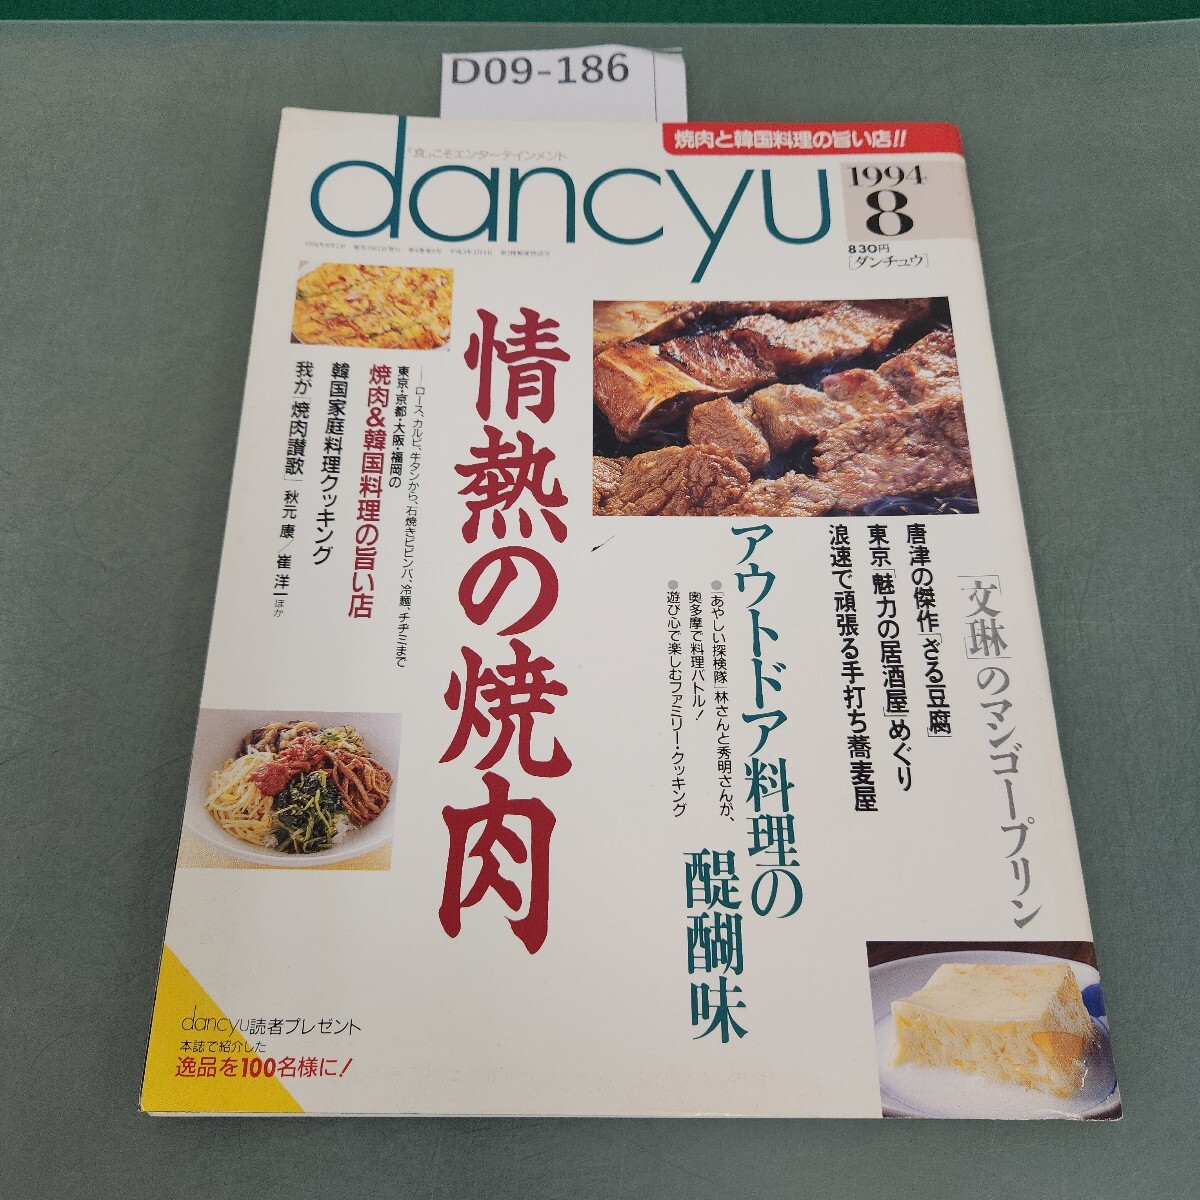 D09-186
焼肉と韓国料理の旨い店!!
「食」こそエンターテインメント
dancyu
1994
8
830円
[ダンチュウ]
「文琳」のマンゴープリン
唐津の傑作「ざる豆腐」
東京「魅力の居酒屋」めぐり
浪速で頑張る手打ち蕎麦屋
アウトドア料理の
醍醐味
●「あやしい探検隊」林さんと秀明さんが、
奥多摩で料理バトル!
●遊び心で楽しむファミリー・クッキング
情熱の焼肉
──ロース、カルビ、牛タンから、石焼きビビンバ、冷麺、チヂミまで
東京・京都・大阪・福岡の
焼肉&韓国料理の旨い店
韓国家庭料理クッキング
我が「焼肉讃歌」 秋元 康/崔 洋一ほか
dancyu読者プレゼント
本誌で紹介した
逸品を100名様に!